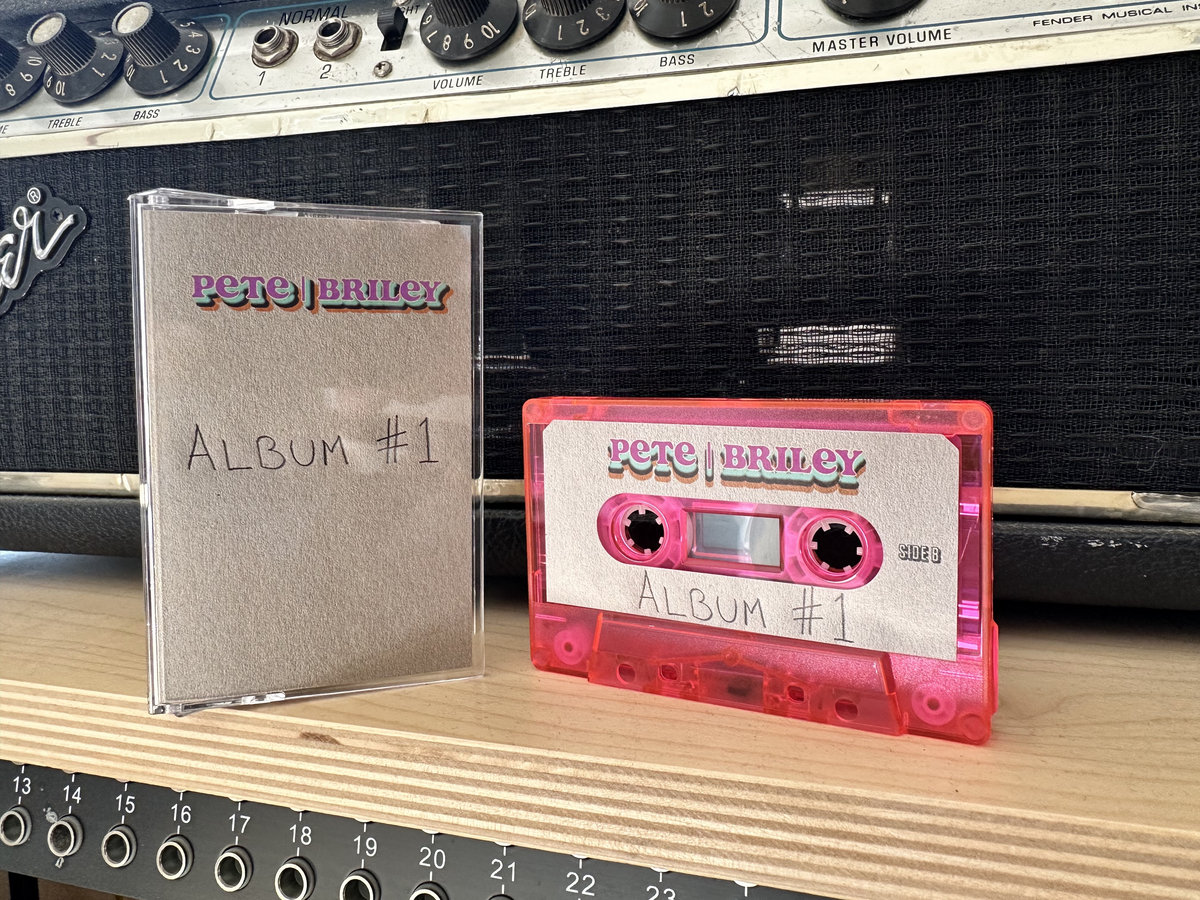 NORMAL
1 2
VOLUME TREBLE BASS
MASTER VOLUME
FENDER MUSICAL
TREBLE BASS
PETE | BRILEY
ALBUM #1
PETE | BRILEY
SIDE B
ALBUM #1
13 14 15 16 17 18 19 20 21 22 23